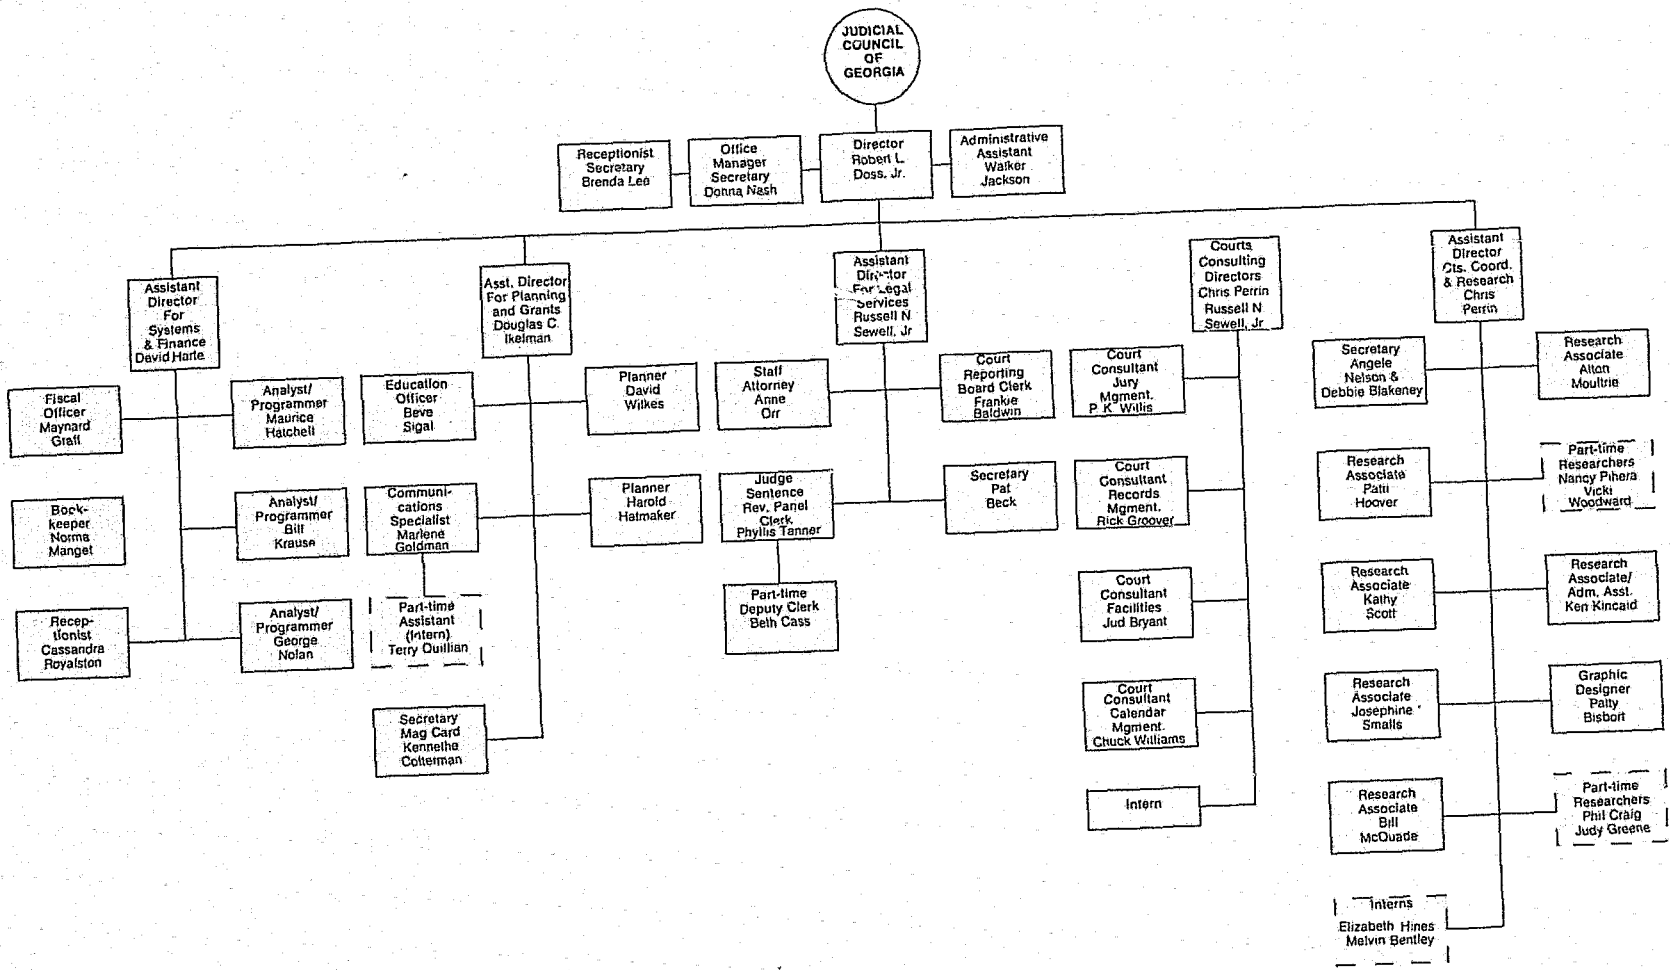 JUDICIAL
COUNCIL
OF
GEORGIA
Receptionist
Secretary
Brenda Lee
Office
Manager
Secretary
Donna Nash
Director
Robert L.
Doss, Jr.
Administrative
Assistant
Walker
Jackson
Assistant
Director
For
Systems
& Finance
David Harte
Asst. Director
For Planning
and Grants
Douglas C.
Ikelman
Assistant
Director
For Legal
Services
Russell N
Sewell, Jr
Courts
Consulting
Directors
Chris Perrin
Russell N
Sewell, Jr
Assistant
Director
Cts. Coord.
& Research
Chris
Perrin
Fiscal
Officer
Maynard
Graff
Analyst/
Programmer
Maurice
Hatchell
Bock-
keeper
Norma
Manget
Analyst/
Programmer
Bill
Krause
Recep-
tionist
Cassandra
Royalston
Analyst/
Programmer
George
Nolan
Education
Officer
Beve
Sigal
Planner
David
Wilkes
Communi-
cations
Specialist
Marlene
Goldman
Planner
Harold
Hatmaker
Part-time
Assistant
(Intern)
Terry Quillian
Secretary
Mag Card
Kennethe
Cotterman
Staff
Attorney
Anne
Orr
Court
Reporting
Board Clerk
Frankie
Baldwin
Judge
Sentence
Rev. Panel
Clerk
Phyllis Tanner
Secretary
Pat
Beck
Part-time
Deputy Clerk
Beth Cass
Court
Consultant
Jury
Mgment.
P. K. Willis
Court
Consultant
Records
Mgment.
Rick Groover
Court
Consultant
Facilities
Jud Bryant
Court
Consultant
Calendar
Mgment.
Chuck Williams
Intern
Secretary
Angele
Nelson &
Debbie Blakeney
Research
Associate
Alton
Moultrie
Research
Associate
Patti
Hoover
Part-time
Researchers
Nancy Pihera
Vicki
Woodward
Research
Associate
Kathy
Scott
Research
Associate/
Adm. Asst.
Ken Kincaid
Research
Associate
Josephine
Smalls
Graphic
Designer
Patty
Bisbort
Research
Associate
Bill
McQuade
Part-time
Researchers
Phil Craig
Judy Greene
Interns
Elizabeth Hines
Melvin Bentley